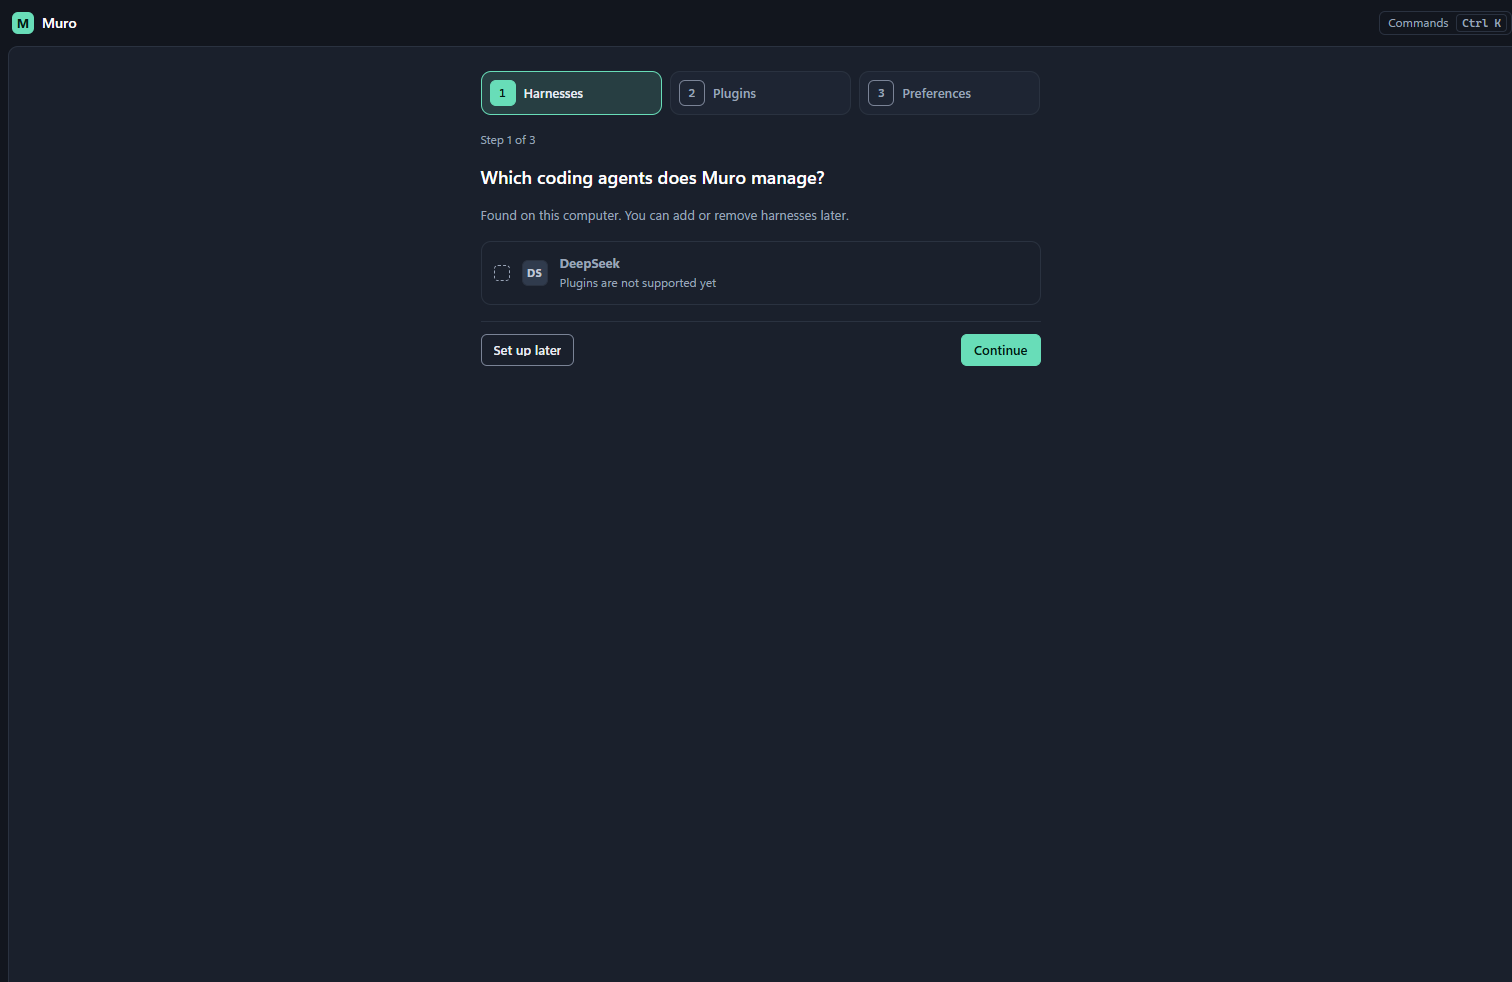 M Muro
Commands Ctrl K
1 Harnesses
2 Plugins
3 Preferences
Step 1 of 3
Which coding agents does Muro manage?
Found on this computer. You can add or remove harnesses later.
DS
DeepSeek
Plugins are not supported yet
Set up later
Continue